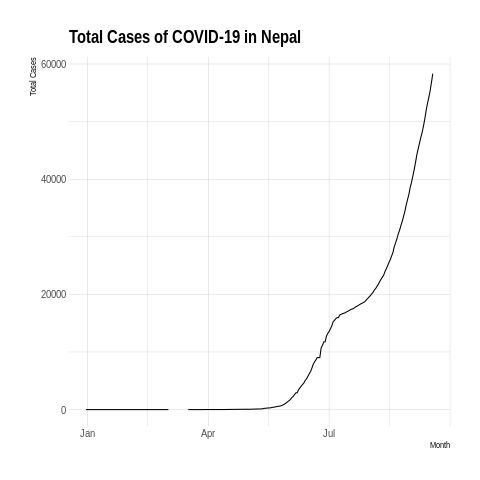 Total Cases of COVID-19 in Nepal
Total Cases
60000
40000
20000
0
Jan Apr Jul
Month